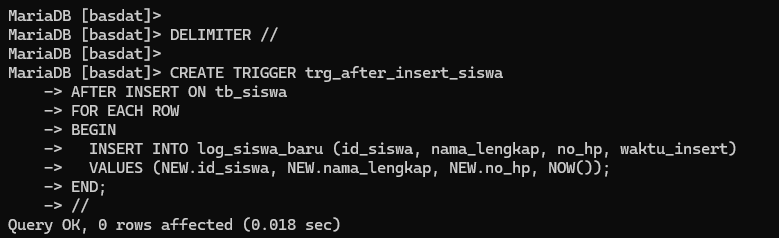 MariaDB [basdat]>
MariaDB [basdat]> DELIMITER //
MariaDB [basdat]>
MariaDB [basdat]> CREATE TRIGGER trg_after_insert_siswa
    -> AFTER INSERT ON tb_siswa
    -> FOR EACH ROW
    -> BEGIN
    ->   INSERT INTO log_siswa_baru (id_siswa, nama_lengkap, no_hp, waktu_insert)
    ->   VALUES (NEW.id_siswa, NEW.nama_lengkap, NEW.no_hp, NOW());
    -> END;
    -> //
Query OK, 0 rows affected (0.018 sec)